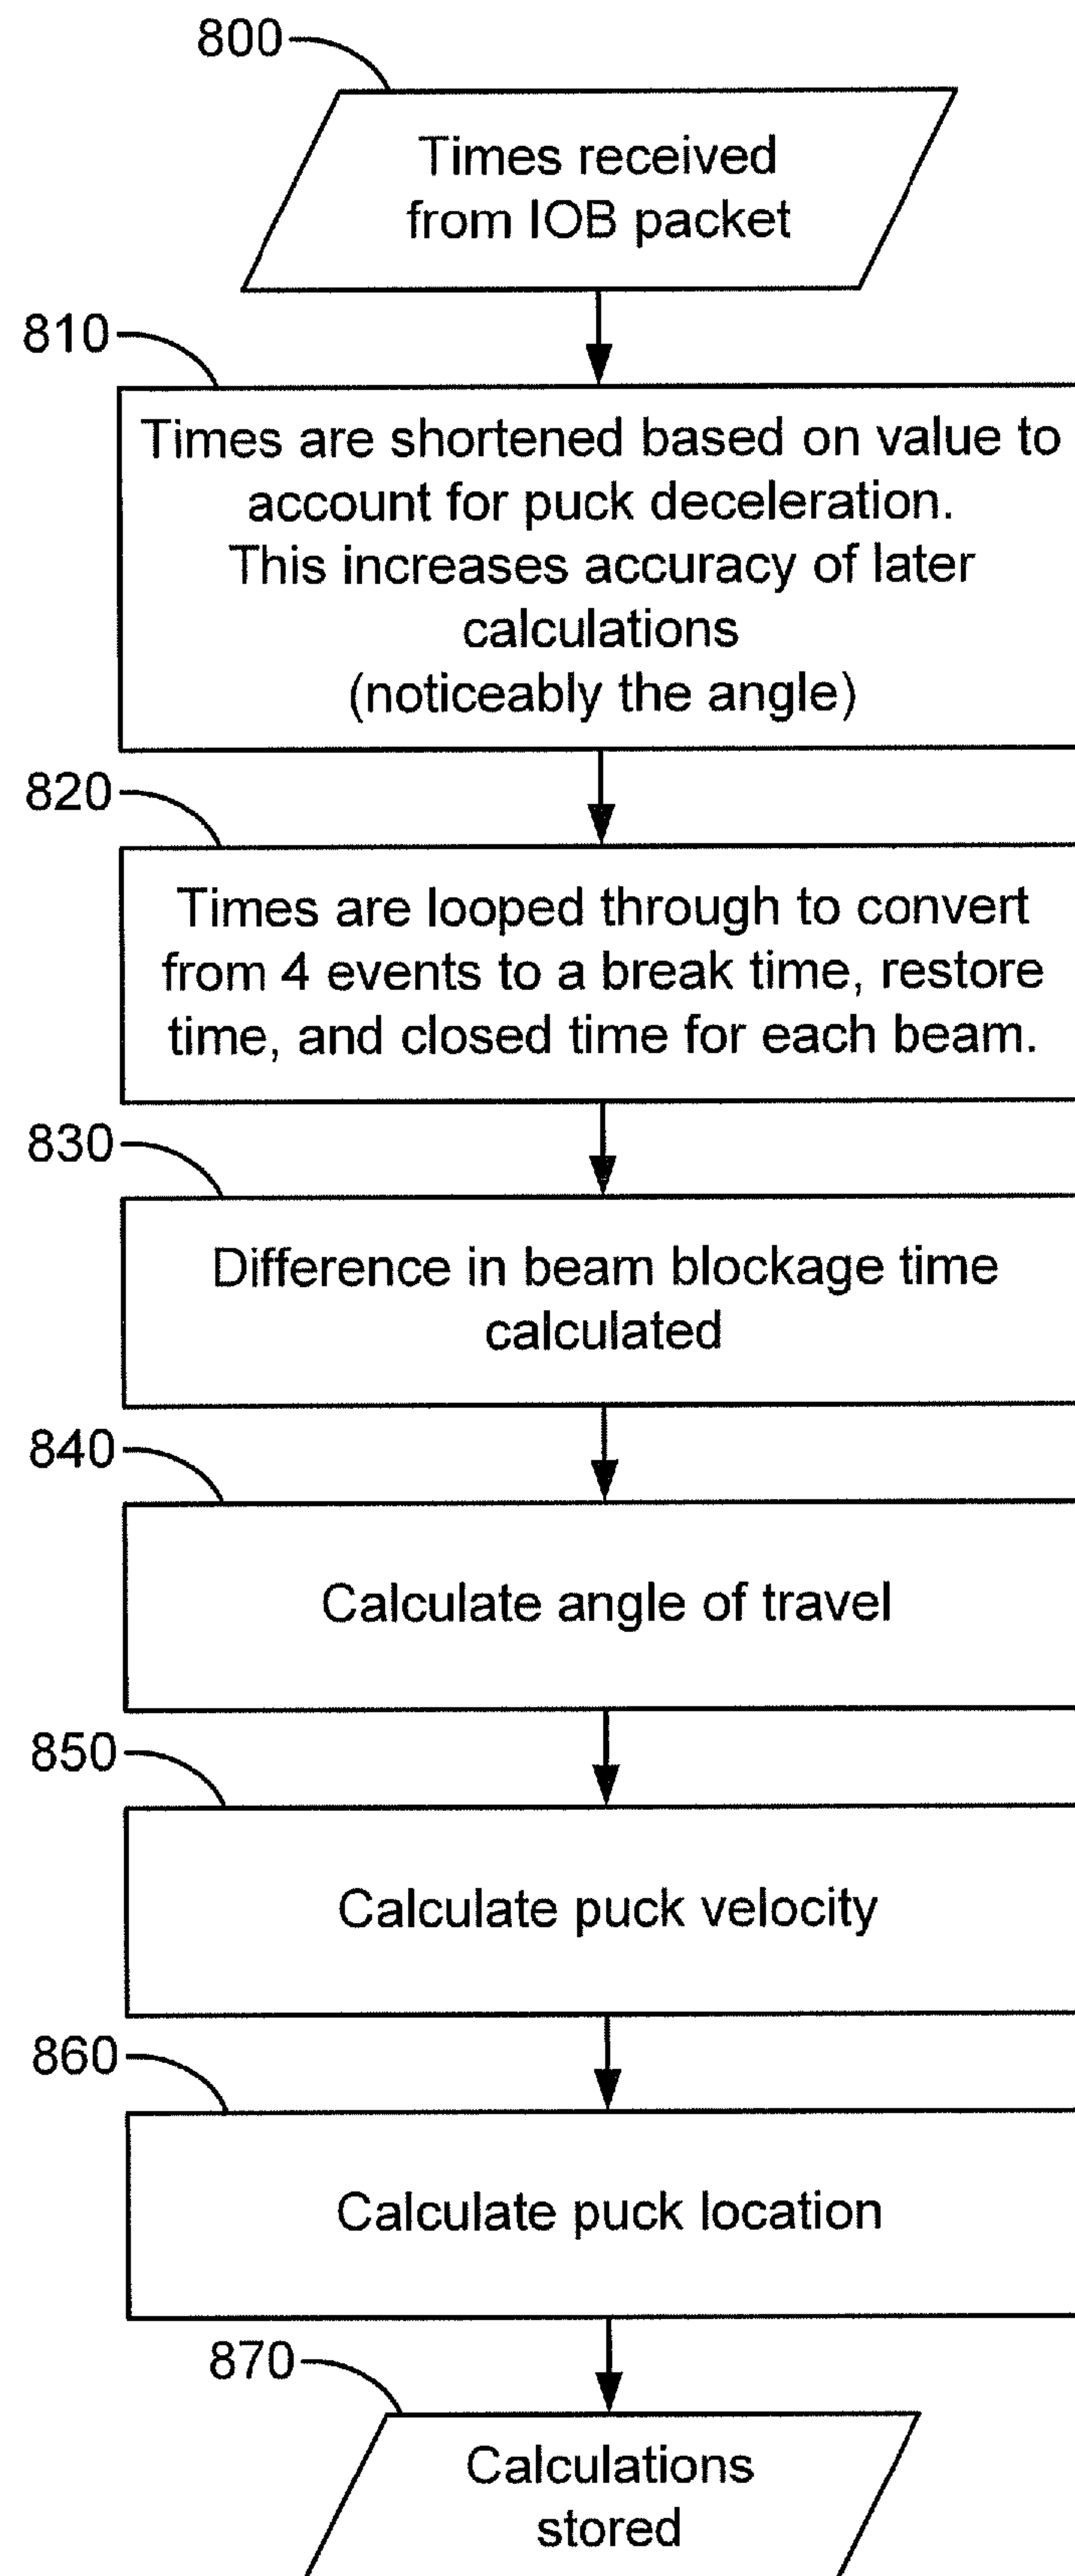 800
Times received
from IOB packet
810
Times are shortened based on value to
account for puck deceleration.
This increases accuracy of later
calculations
(noticeably the angle)
820
Times are looped through to convert
from 4 events to a break time, restore
time, and closed time for each beam.
830
Difference in beam blockage time
calculated
840
Calculate angle of travel
850
Calculate puck velocity
860
Calculate puck location
870
Calculations
stored